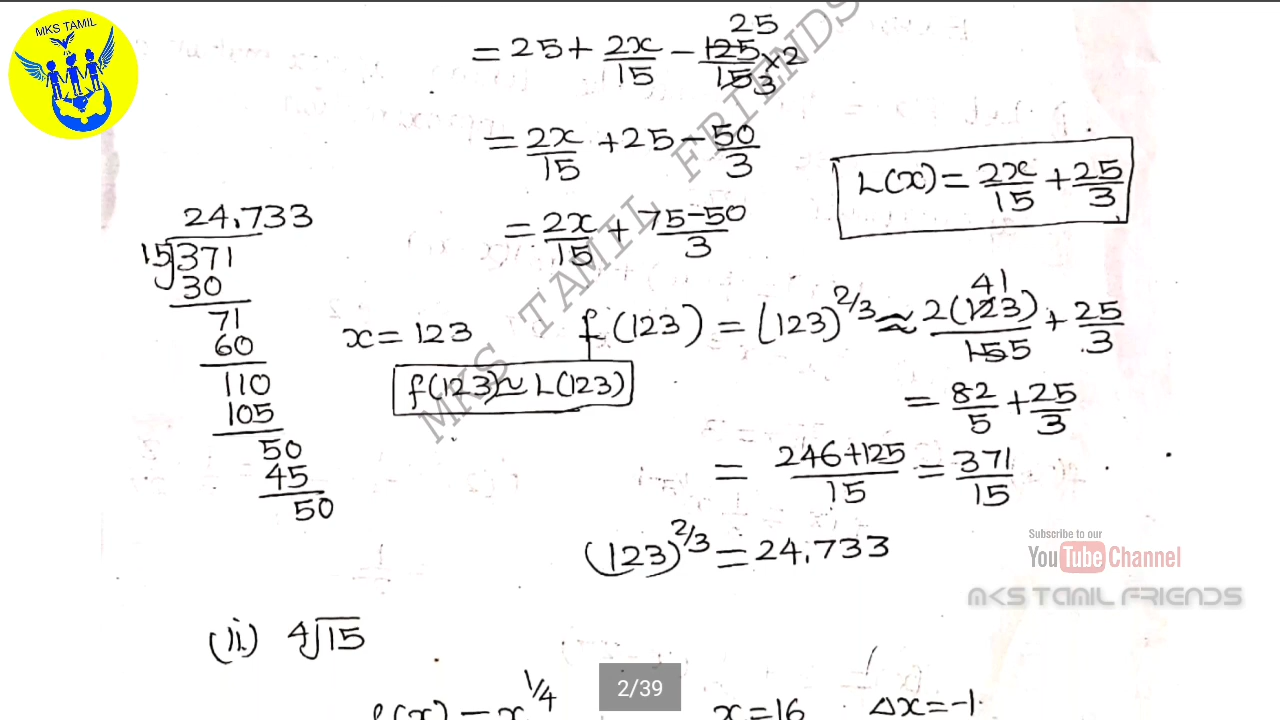 MKS TAMIL
= 25 + 2x/15 - 125/15 × 2
25
3
= 2x/15 + 25 - 50/3
L(x) = 2x/15 + 25/3
= 2x/15 + 75-50/3
24.733
15)371
30
71
60
110
105
50
45
50
x = 123
f(123) = (123)^2/3 ≈ 2(123)/15 + 25/3
41
5
f(123) ≃ L(123)
= 82/5 + 25/3
= 246+125/15 = 371/15
(123)^2/3 = 24.733
MKS TAMIL FRIENDS
Subscribe to our
YouTube Channel
MKS TAMIL FRIENDS
(ii) ∜15
2/39
f(x) = x^1/4 x=16 Δx=-1